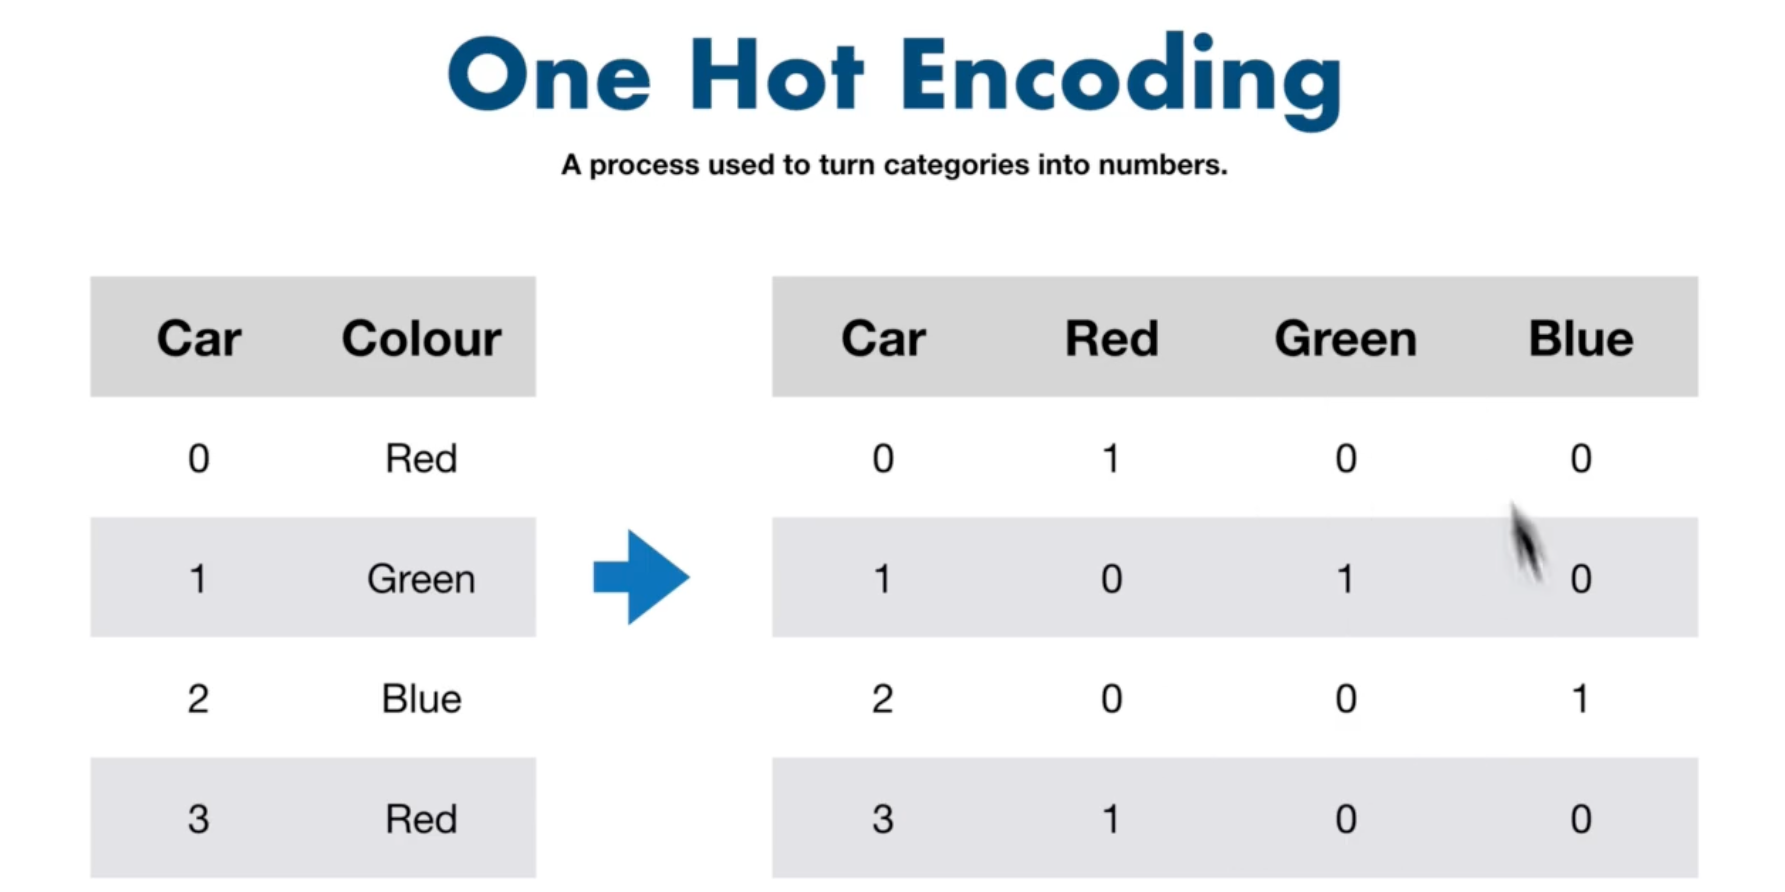 One Hot Encoding
A process used to turn categories into numbers.
Car Colour
0 Red
1 Green
2 Blue
3 Red
Car Red Green Blue
0 1 0 0
1 0 1 0
2 0 0 1
3 1 0 0